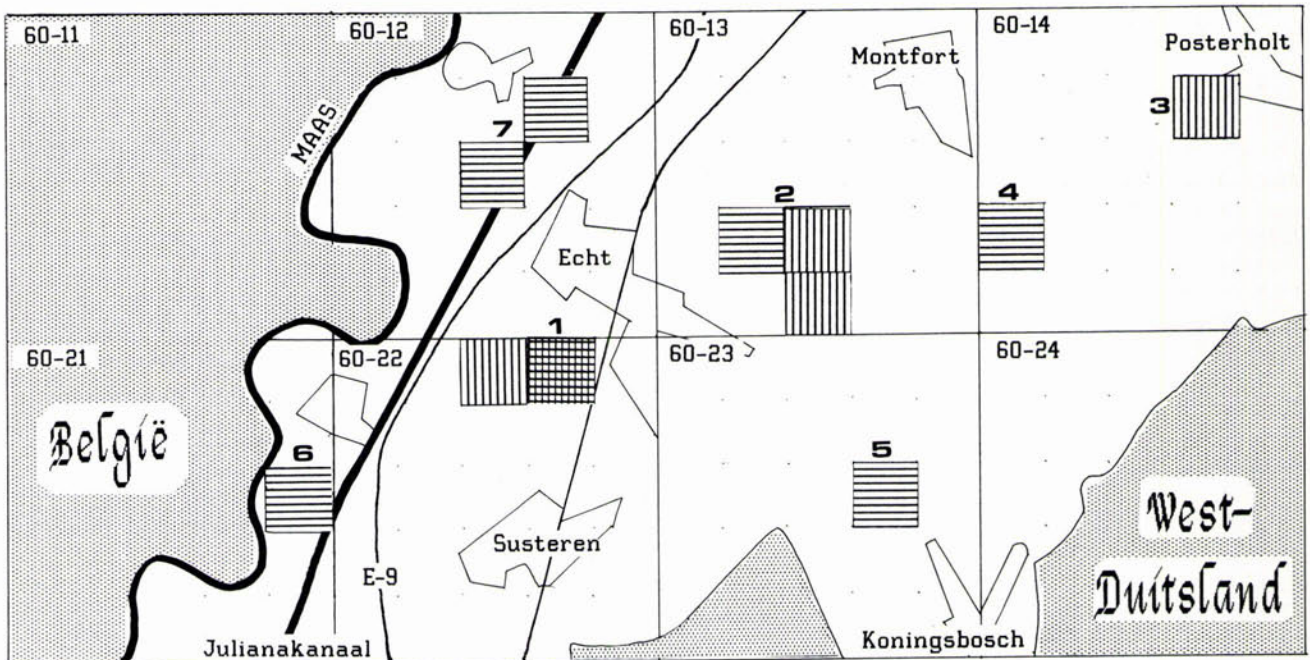 60-11
60-12
60-13
60-14
Montfort
Posterholt
MAAS
3
7
2
4
Echt
1
60-21
60-22
60-23
60-24
België
6
5
West-
Duitsland
Susteren
E-9
Julianakanaal
Koningsbosch